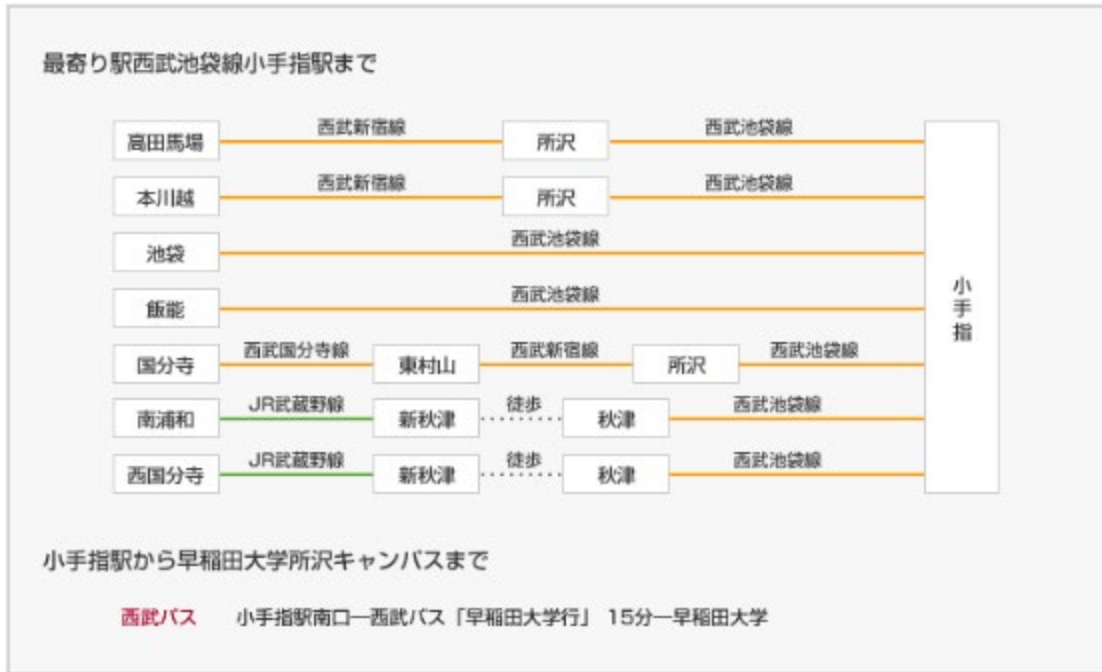 最寄り駅西武池袋線小手指駅まで
高田馬場 西武新宿線 所沢 西武池袋線
本川越 西武新宿線 所沢 西武池袋線
池袋 西武池袋線
飯能 西武池袋線
小手指
国分寺 西武国分寺線 東村山 西武新宿線 所沢 西武池袋線
南浦和 JR武蔵野線 新秋津 徒歩 秋津 西武池袋線
西国分寺 JR武蔵野線 新秋津 徒歩 秋津 西武池袋線
小手指駅から早稲田大学所沢キャンパスまで
西武バス 小手指駅南口―西武バス「早稲田大学行」 15分―早稲田大学